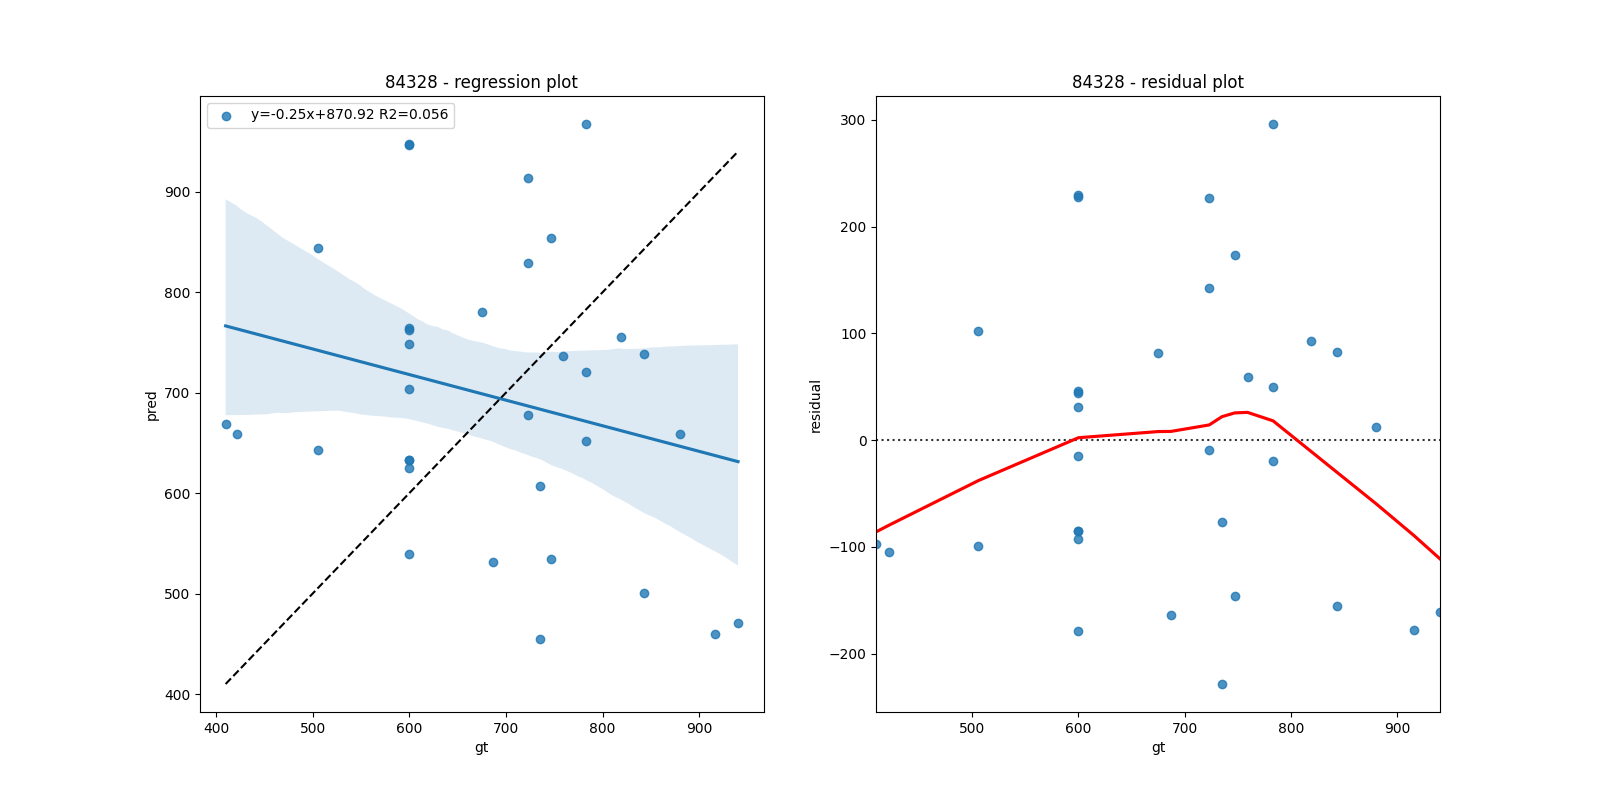 84328 - regression plot
y=-0.25x+870.92 R2=0.056
900
800
700
600
500
400
pred
400 500 600 700 800 900
gt
84328 - residual plot
300
200
100
0
−100
−200
residual
500 600 700 800 900
gt